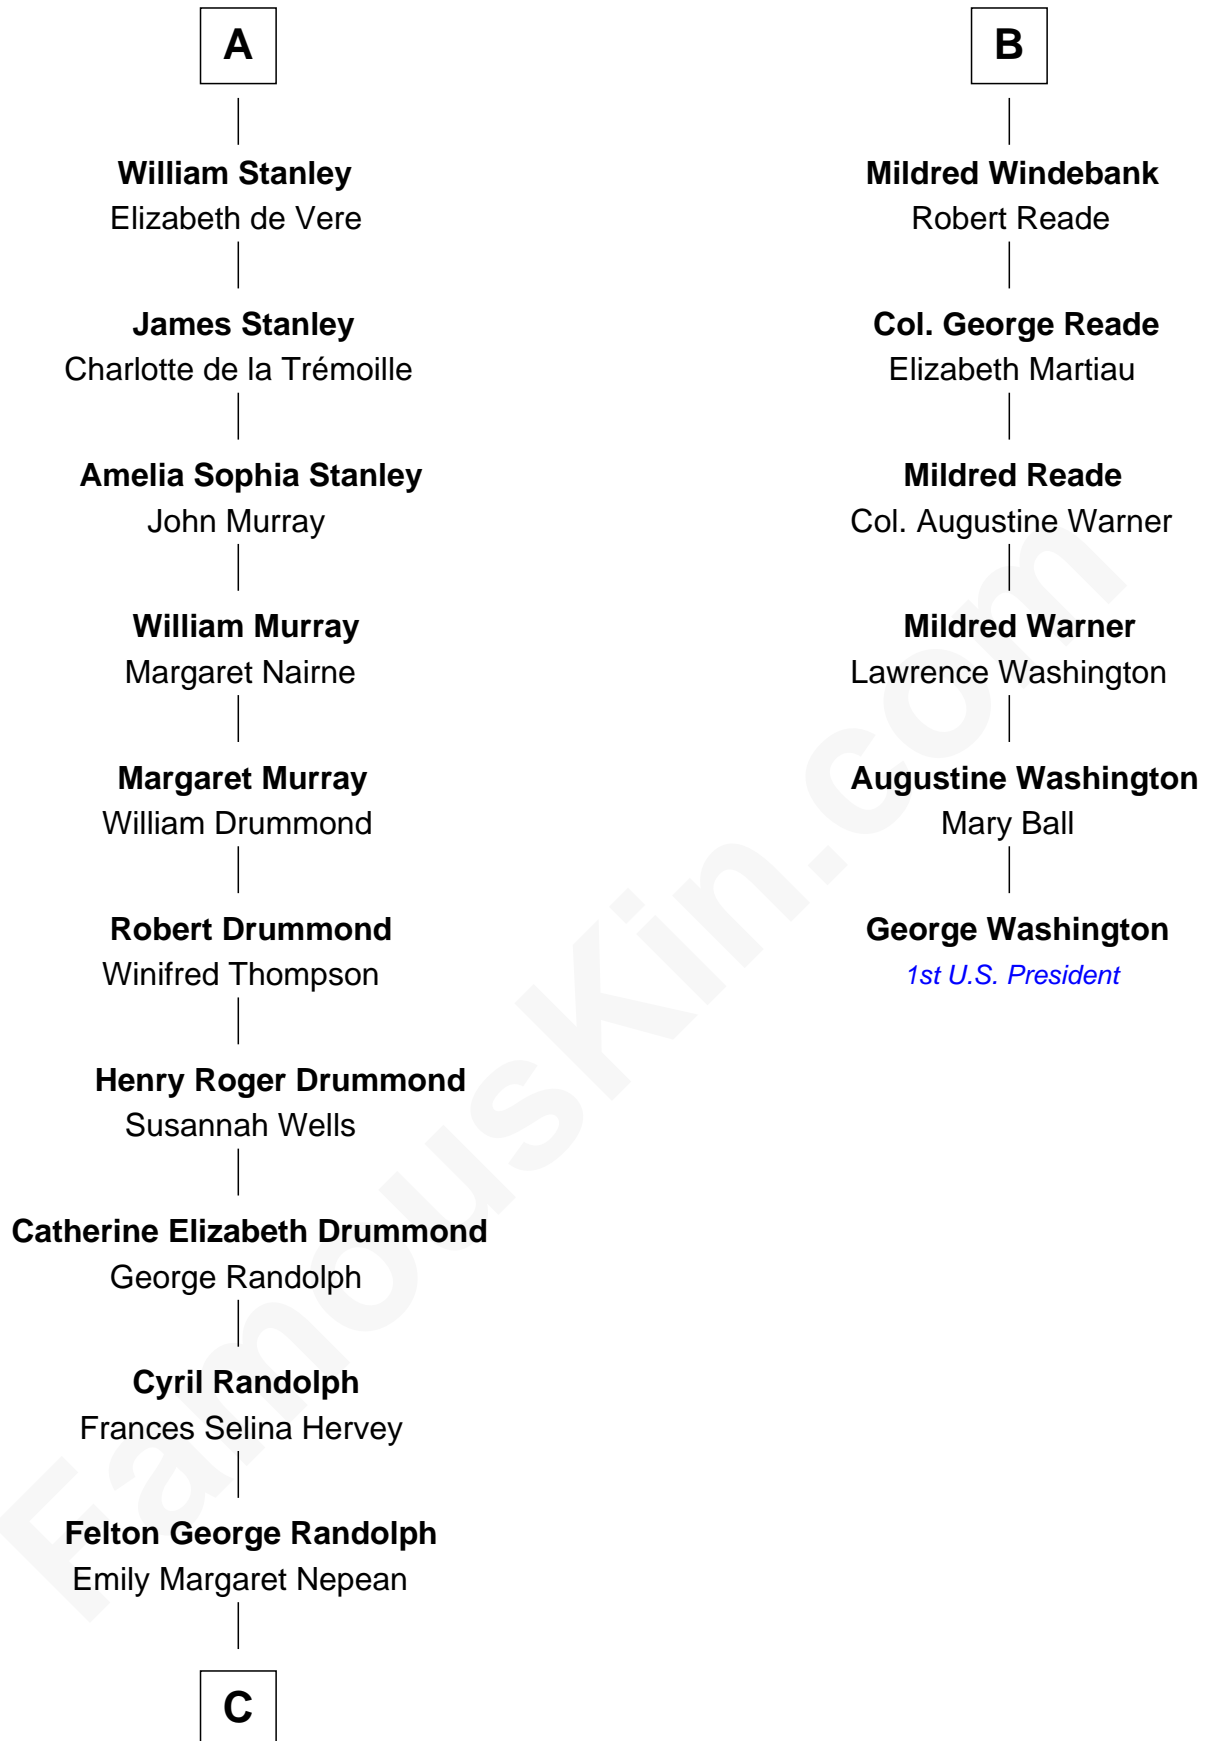 A
William Stanley
Elizabeth de Vere
James Stanley
Charlotte de la Trémoille
Amelia Sophia Stanley
John Murray
William Murray
Margaret Nairne
Margaret Murray
William Drummond
Robert Drummond
Winifred Thompson
Henry Roger Drummond
Susannah Wells
Catherine Elizabeth Drummond
George Randolph
Cyril Randolph
Frances Selina Hervey
Felton George Randolph
Emily Margaret Nepean
C
B
Mildred Windebank
Robert Reade
Col. George Reade
Elizabeth Martiau
Mildred Reade
Col. Augustine Warner
Mildred Warner
Lawrence Washington
Augustine Washington
Mary Ball
George Washington
1st U.S. President
FamousKin.com